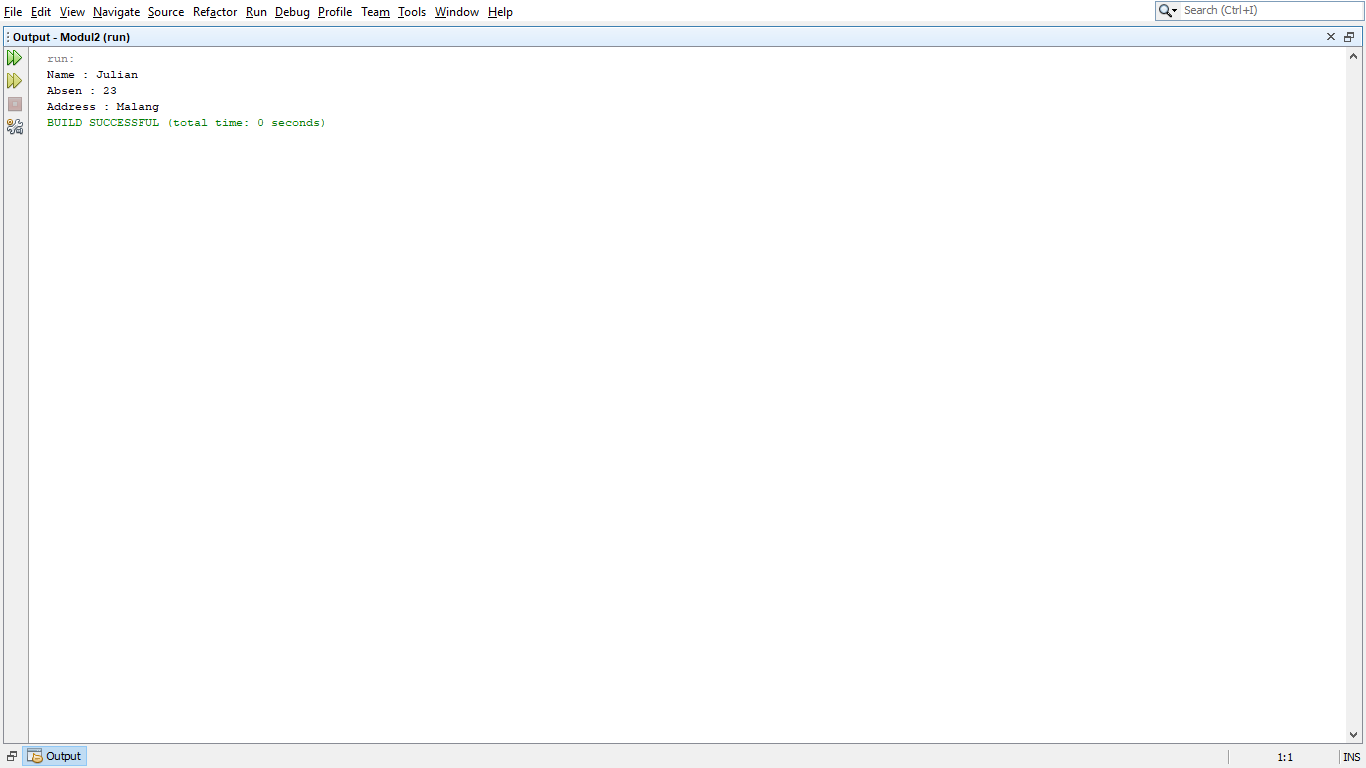 File Edit View Navigate Source Refactor Run Debug Profile Team Tools Window Help
Search (Ctrl+I)
Output - Modul2 (run)
run:
Name : Julian
Absen : 23
Address : Malang
BUILD SUCCESSFUL (total time: 0 seconds)
Output
1:1
INS